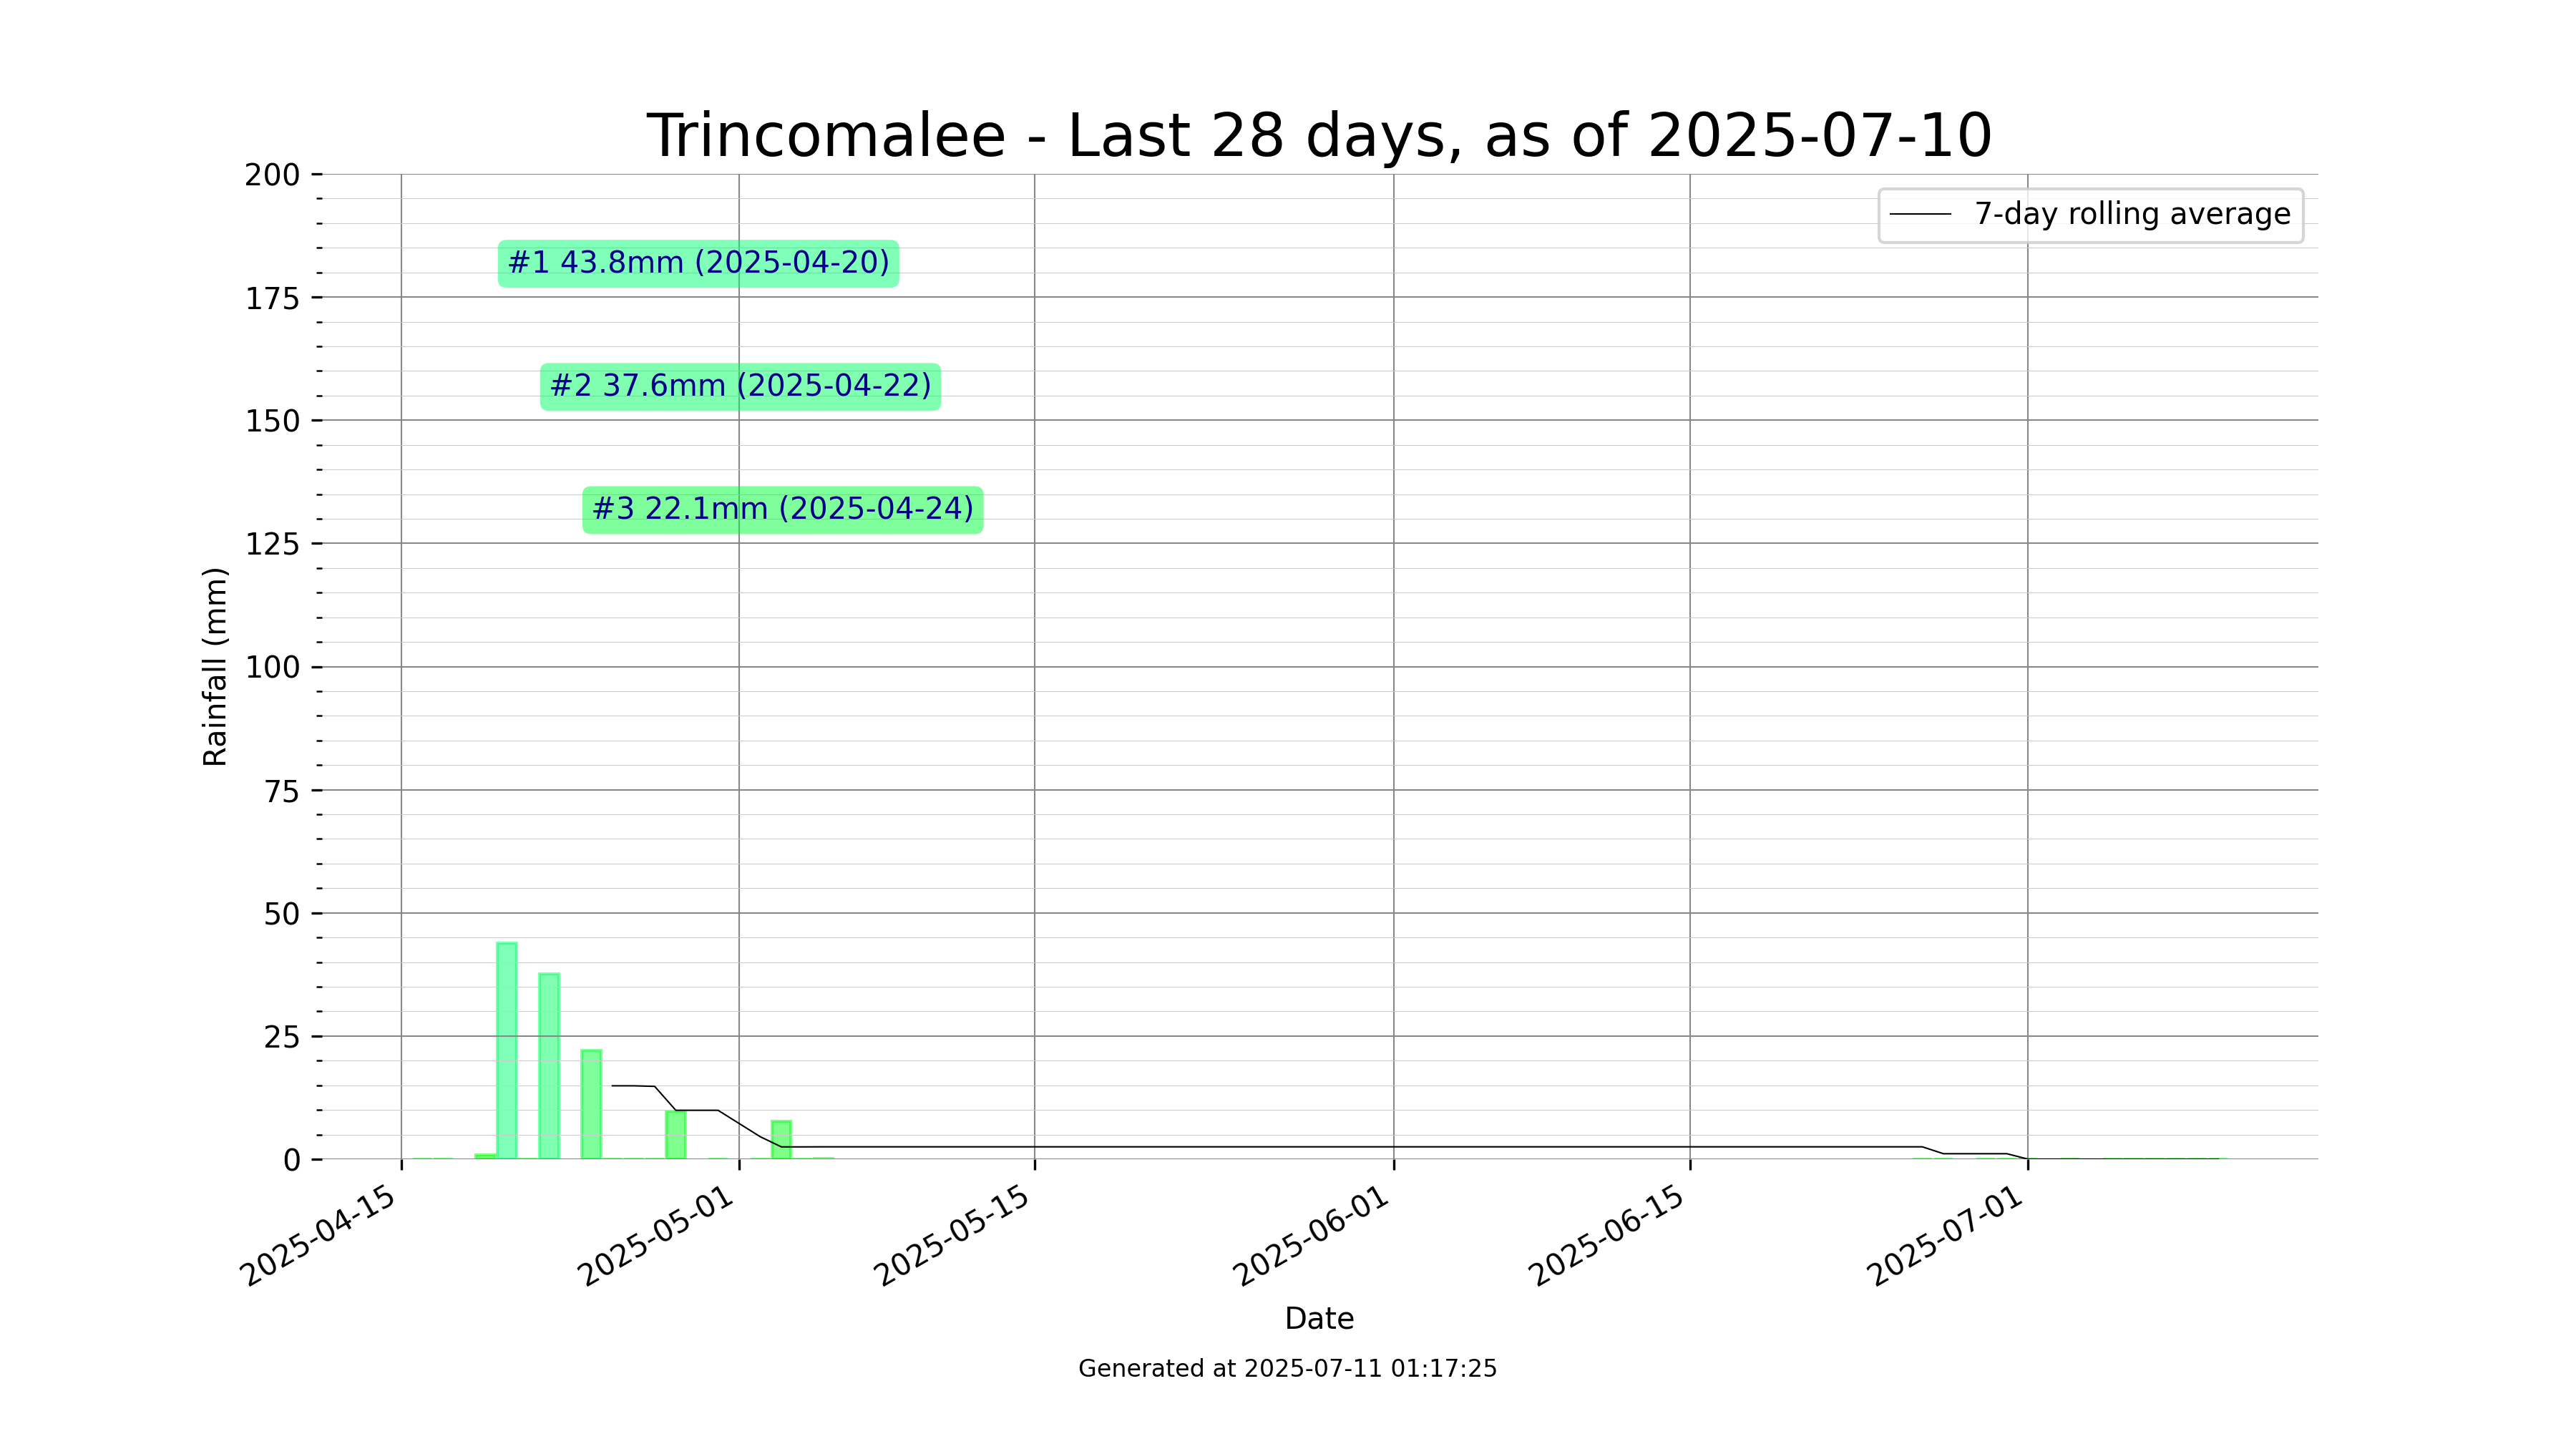 Trincomalee - Last 28 days, as of 2025-07-10
200
175
150
125
100
75
50
25
0
Rainfall (mm)
7-day rolling average
#1 43.8mm (2025-04-20)
#2 37.6mm (2025-04-22)
#3 22.1mm (2025-04-24)
2025-04-15
2025-05-01
2025-05-15
2025-06-01
2025-06-15
2025-07-01
Date
Generated at 2025-07-11 01:17:25